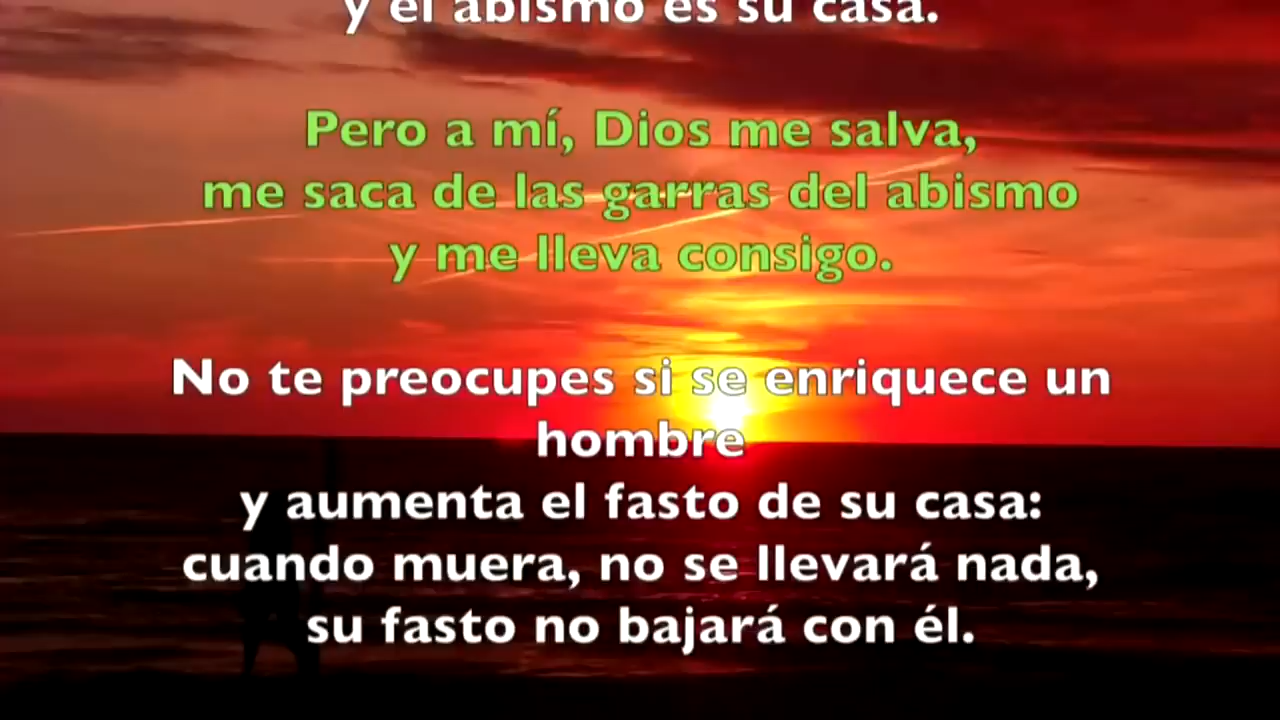 y el abismo es su casa.
Pero a mí, Dios me salva,
me saca de las garras del abismo
y me lleva consigo.
No te preocupes si se enriquece un
hombre
y aumenta el fasto de su casa:
cuando muera, no se llevará nada,
su fasto no bajará con él.